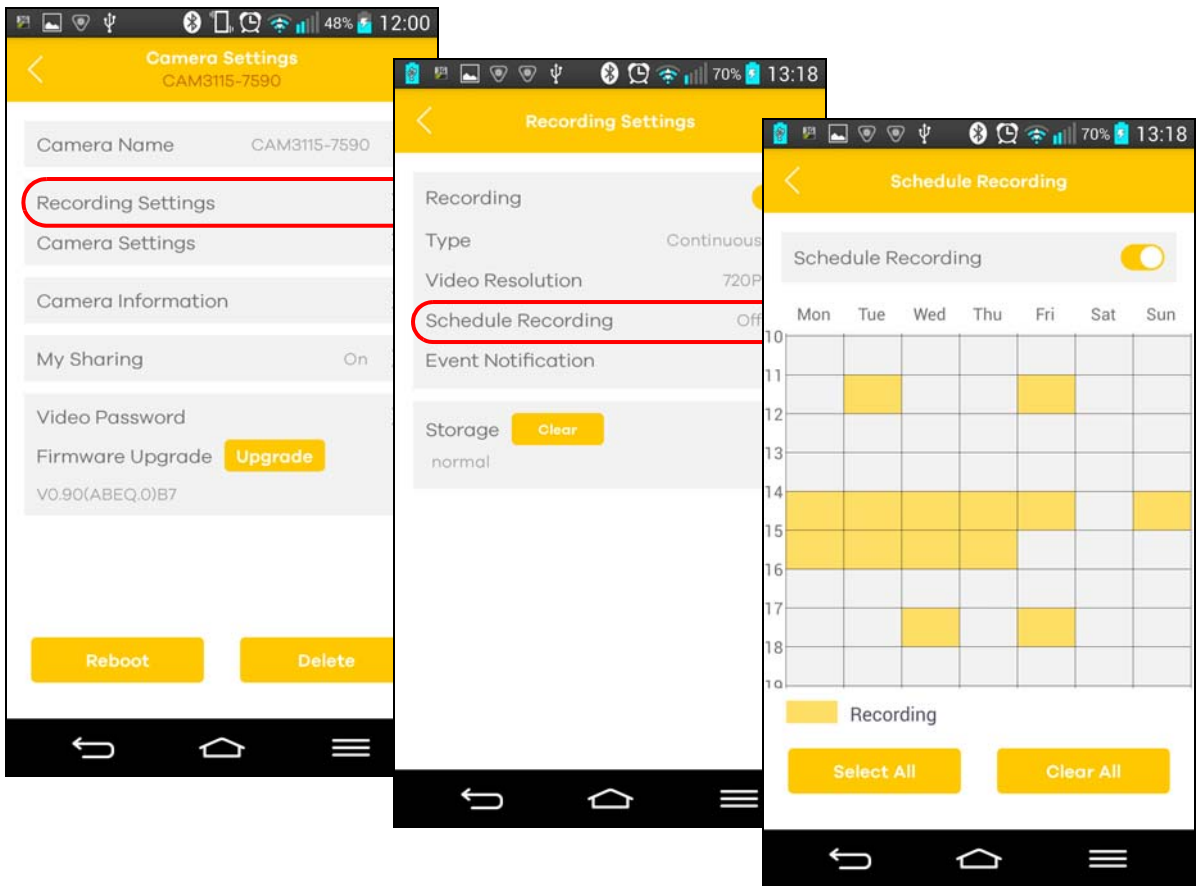 48% 12:00
Camera Settings
CAM3115-7590
Camera Name CAM3115-7590
Recording Settings
Camera Settings
Camera Information
My Sharing On
Video Password
Firmware Upgrade Upgrade
V0.90(ABEQ.0)B7
Reboot Delete
70% 13:18
Recording Settings
Recording
Type Continuous
Video Resolution 720P
Schedule Recording Off
Event Notification
Storage Clear
normal
70% 13:18
Schedule Recording
Schedule Recording
Mon Tue Wed Thu Fri Sat Sun
10
11
12
13
14
15
16
17
18
19
Recording
Select All Clear All